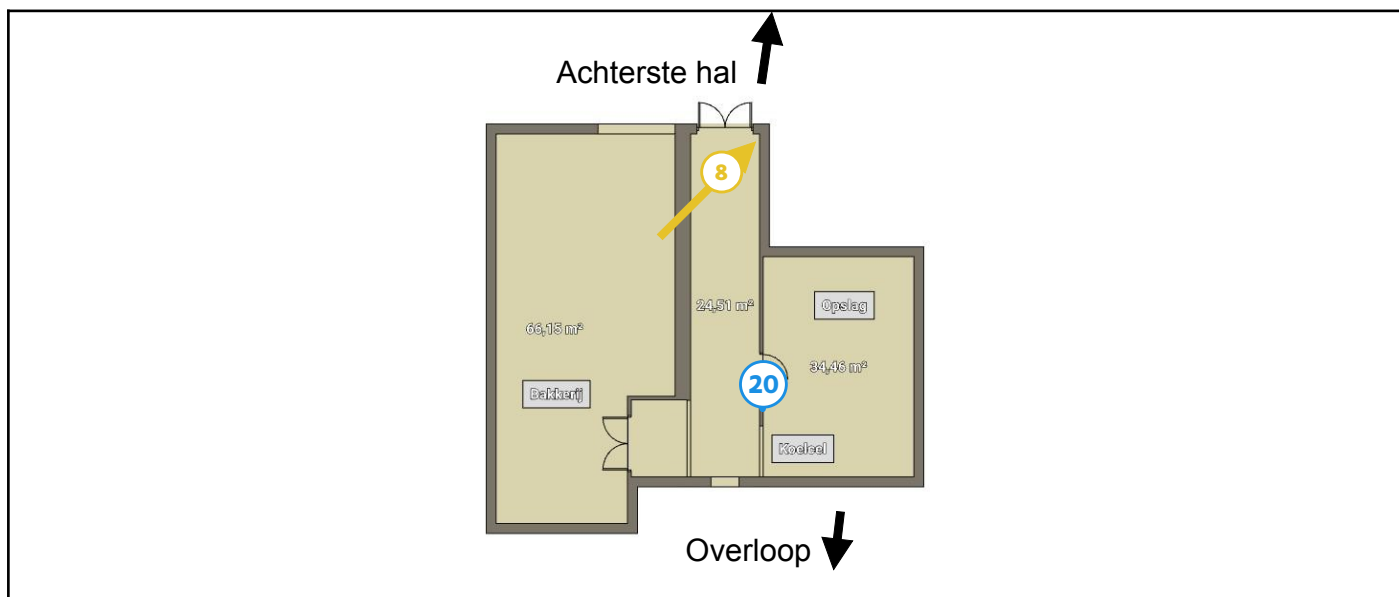 Achterste hal
8
24,51 m²
Opslag
66,15 m²
34,46 m²
20
Bakkerij
Koelcel
Overloop